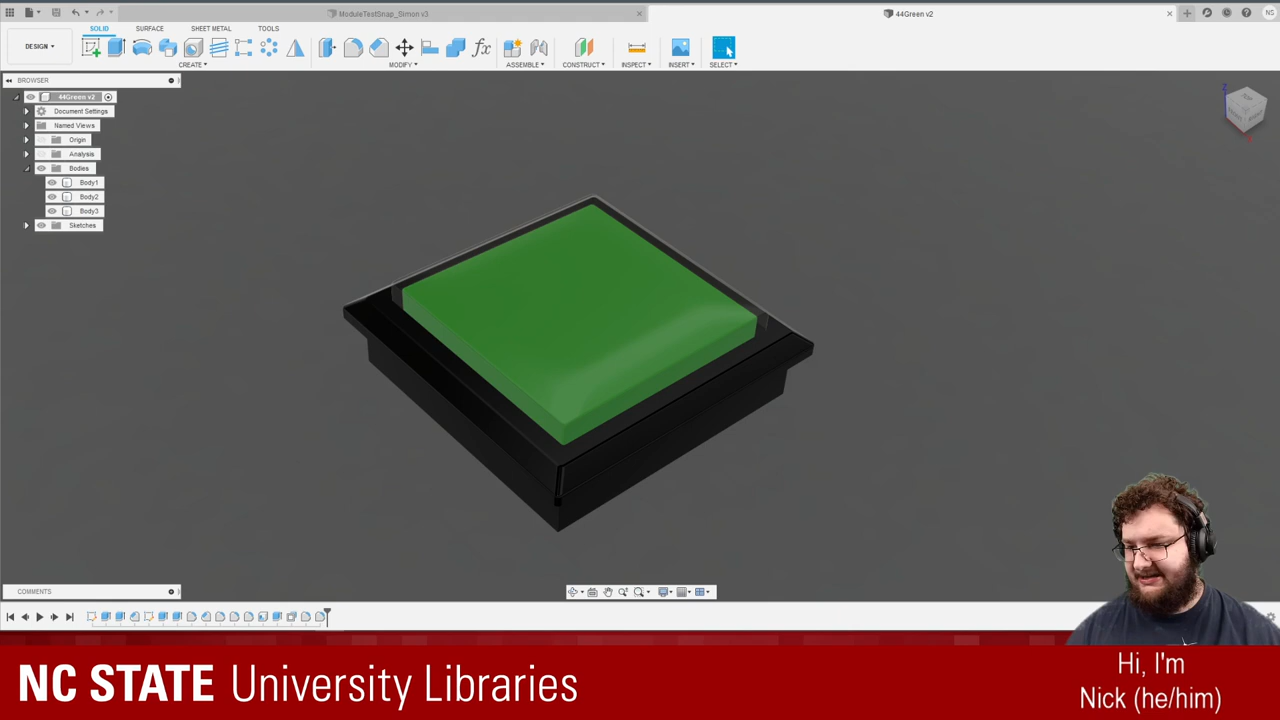 ModuleTestSnap_Simon v3
44Green v2
NS
SOLID
SURFACE
SHEET METAL
TOOLS
DESIGN
CREATE
MODIFY
ASSEMBLE
CONSTRUCT
INSPECT
INSERT
SELECT
BROWSER
44Green v2
Document Settings
Named Views
Origin
Analysis
Bodies
Body1
Body2
Body3
Sketches
Z
COMMENTS
NC STATE University Libraries
Hi, I'm
Nick (he/him)